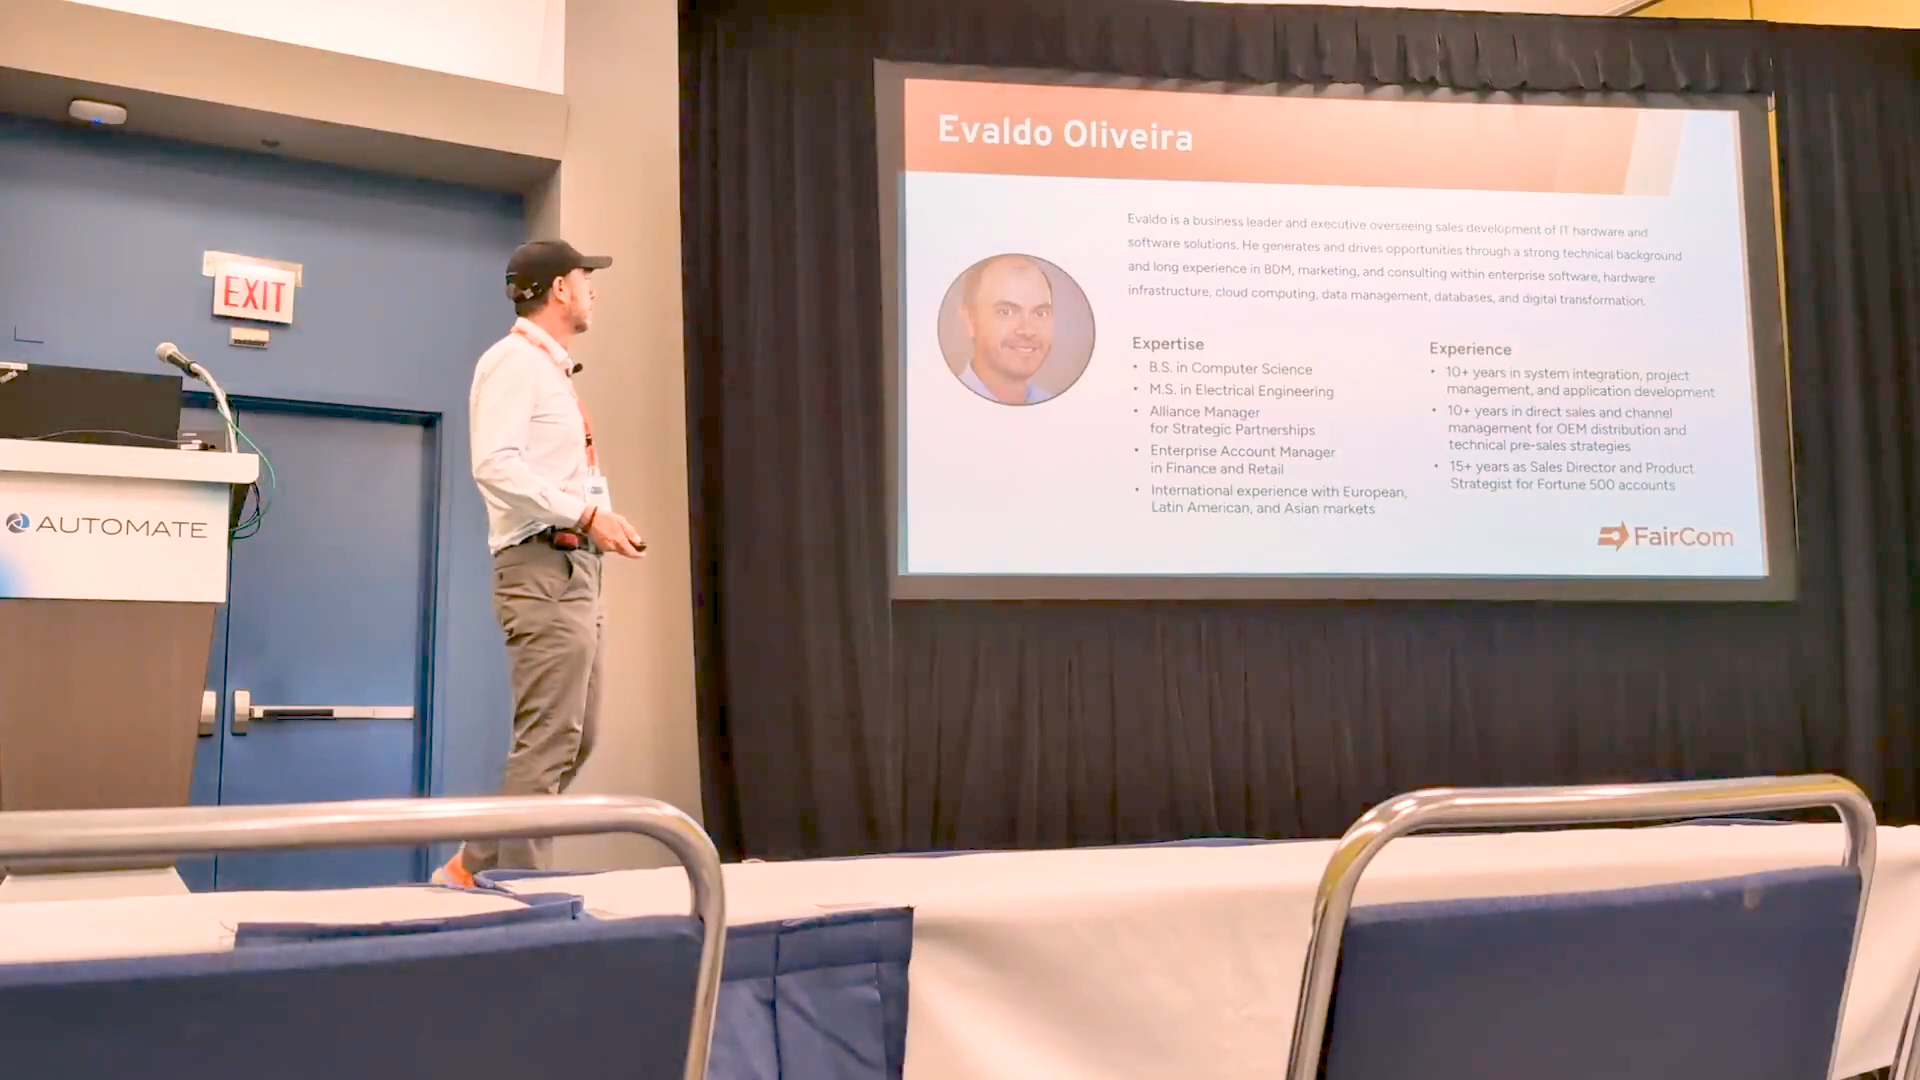 EXIT
AUTOMATE
Evaldo Oliveira
Evaldo is a business leader and executive overseeing sales development of IT hardware and
software solutions. He generates and drives opportunities through a strong technical background
and long experience in BDM, marketing, and consulting within enterprise software, hardware
infrastructure, cloud computing, data management, databases, and digital transformation.
Expertise
• B.S. in Computer Science
• M.S. in Electrical Engineering
• Alliance Manager
for Strategic Partnerships
• Enterprise Account Manager
in Finance and Retail
• International experience with European,
Latin American, and Asian markets
Experience
• 10+ years in system integration, project
management, and application development
• 10+ years in direct sales and channel
management for OEM distribution and
technical pre-sales strategies
• 15+ years as Sales Director and Product
Strategist for Fortune 500 accounts
FairCom